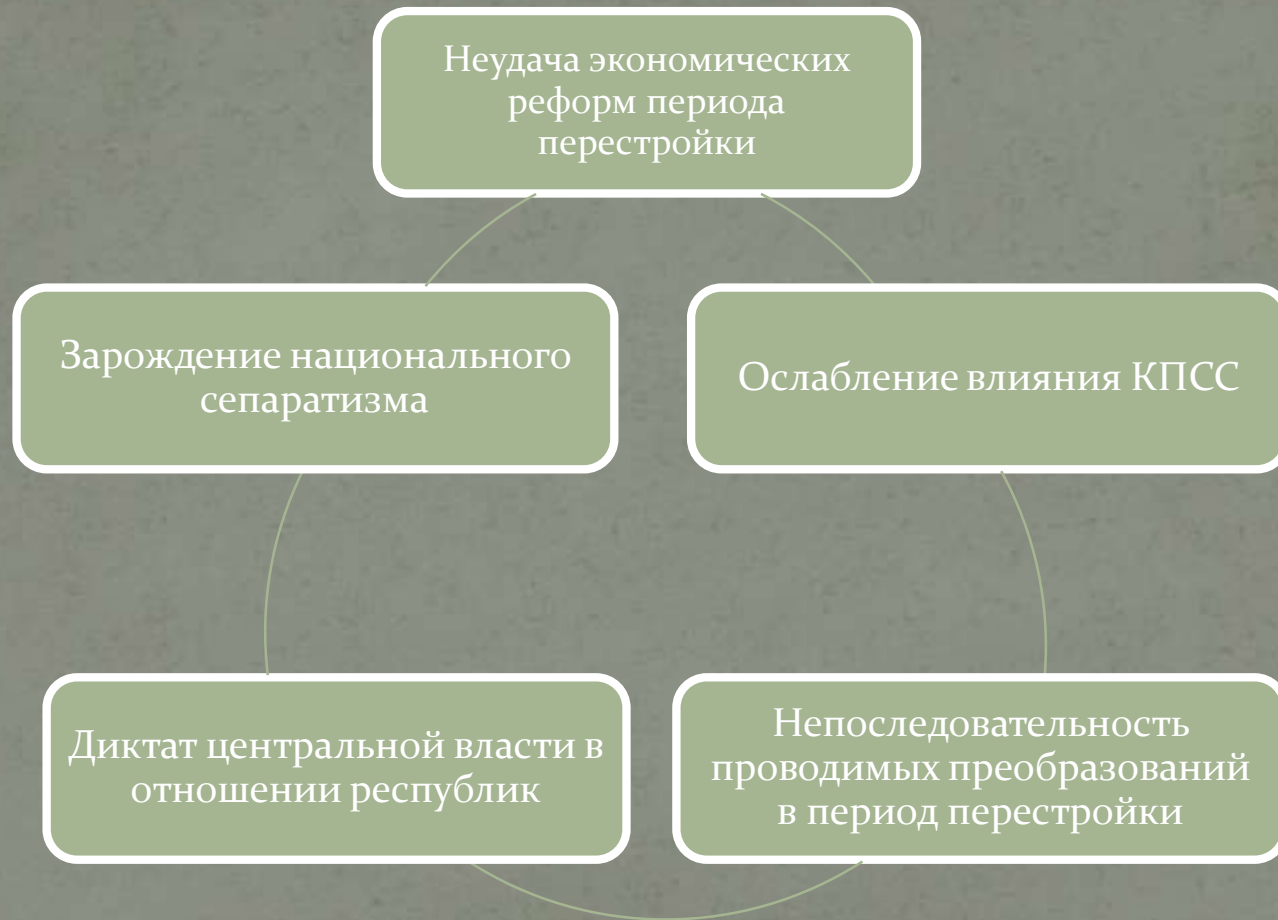 Неудача экономических
реформ периода
перестройки
Зарождение национального
сепаратизма
Ослабление влияния КПСС
Диктат центральной власти в
отношении республик
Непоследовательность
проводимых преобразований
в период перестройки